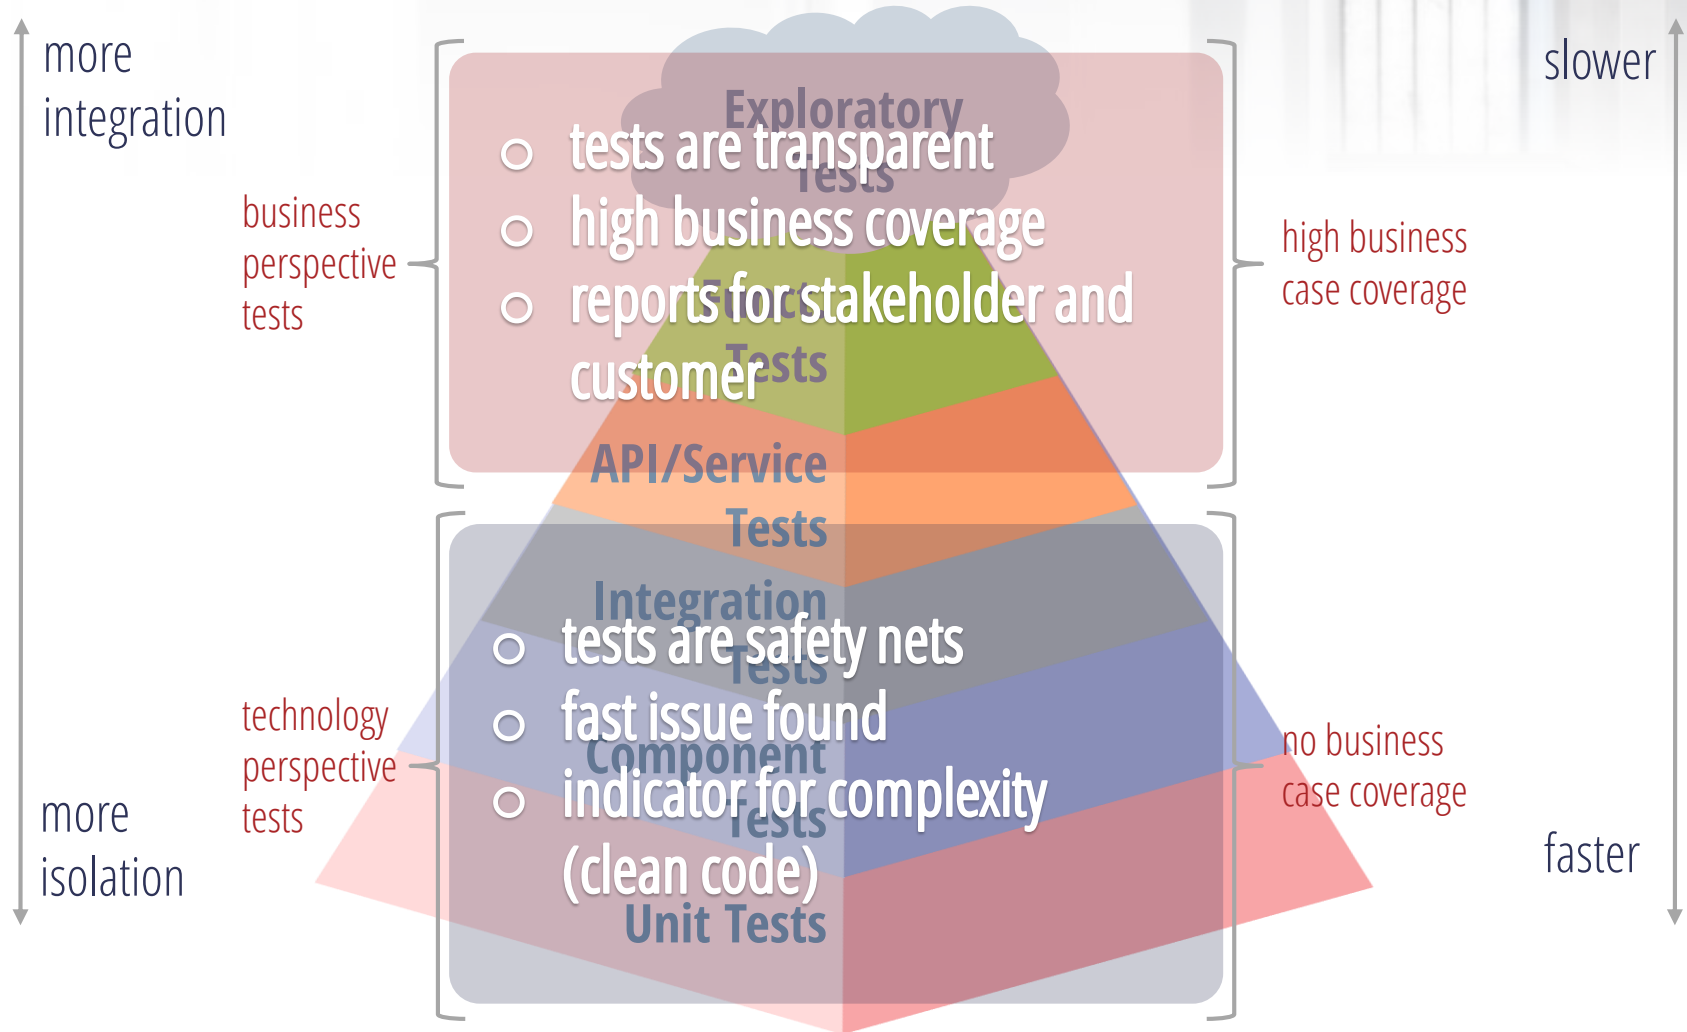 more
integration
slower
Exploratory
Tests
tests are transparent
high business coverage
reports for stakeholder and
customer
business
perspective
tests
high business
case coverage
Funct.
Tests
API/Service
Tests
Integration
Tests
tests are safety nets
fast issue found
indicator for complexity
(clean code)
Component
Tests
Unit Tests
technology
perspective
tests
no business
case coverage
more
isolation
faster